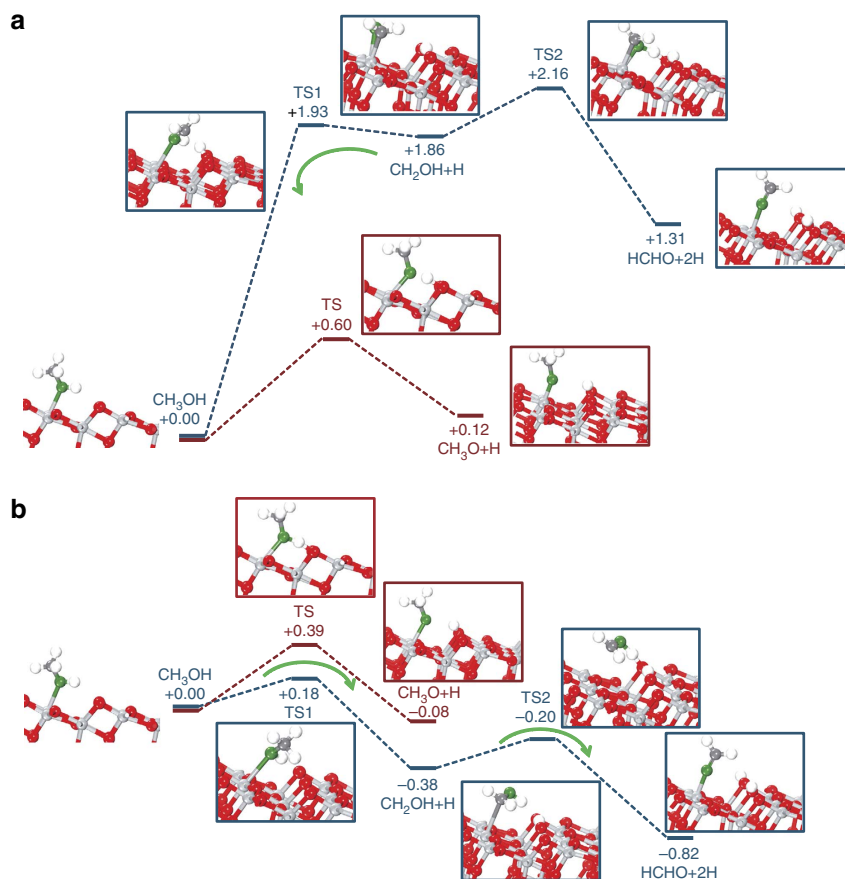 a
TS1
+1.93
+1.86
CH₂OH+H
TS2
+2.16
+1.31
HCHO+2H
TS
+0.60
CH₃OH
+0.00
+0.12
CH₃O+H
b
TS
+0.39
CH₃OH
+0.00
+0.18
TS1
CH₃O+H
−0.08
TS2
−0.20
−0.38
CH₂OH+H
−0.82
HCHO+2H